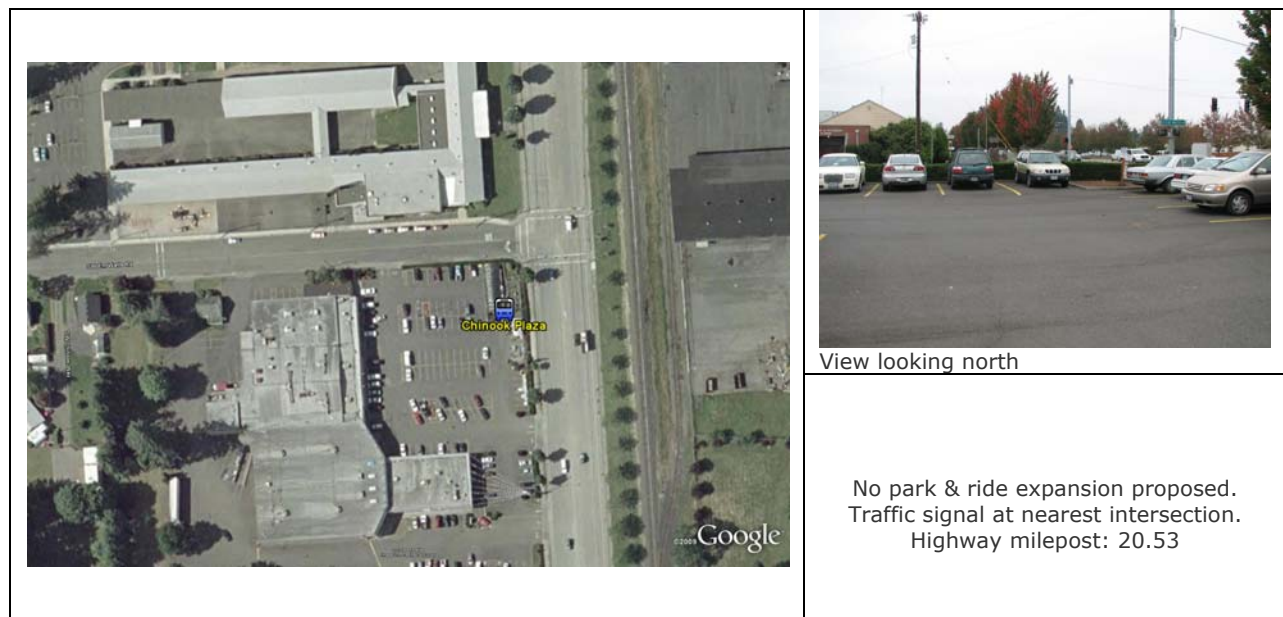 Chinook Plaza
©2009 Google
View looking north
No park & ride expansion proposed.
Traffic signal at nearest intersection.
Highway milepost: 20.53